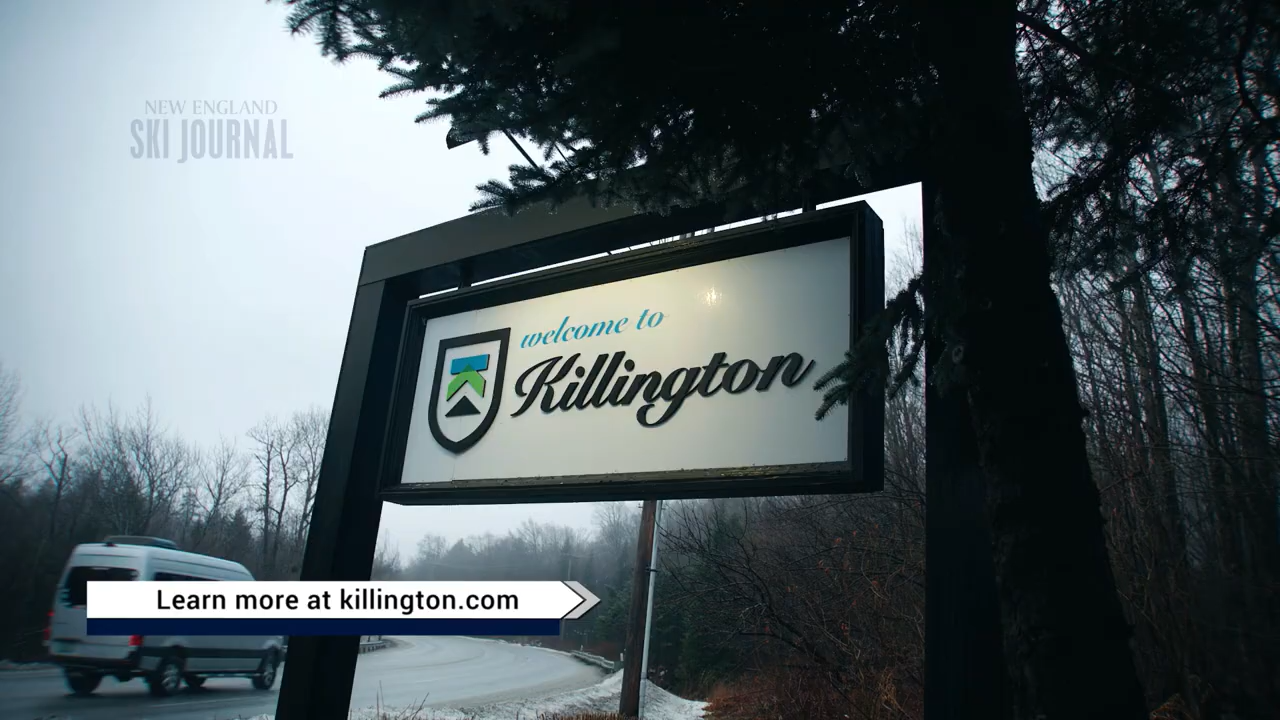 NEW ENGLAND
SKI JOURNAL
welcome to
Killington
Learn more at killington.com